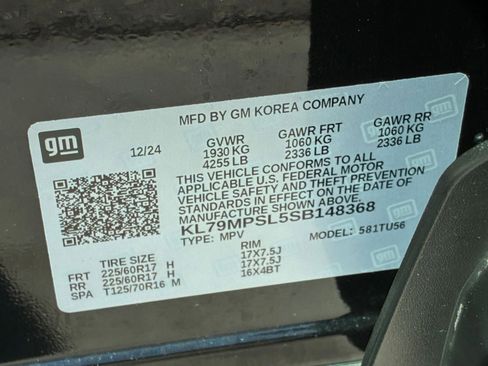 MFD BY GM KOREA COMPANY
gm
12/24
GVWR GAWR FRT GAWR RR
1930 KG 1060 KG 1060 KG
4255 LB 2336 LB 2336 LB
THIS VEHICLE CONFORMS TO ALL
APPLICABLE U.S. FEDERAL MOTOR
VEHICLE SAFETY AND THEFT PREVENTION
STANDARDS IN EFFECT ON THE DATE OF
MANUFACTURE SHOWN ABOVE.
KL79MPSL5SB148368
TYPE: MPV MODEL: 581TU56
TIRE SIZE RIM
FRT 225/60R17 H 17X7.5J
RR 225/60R17 H 17X7.5J
SPA T125/70R16 M 16X4BT